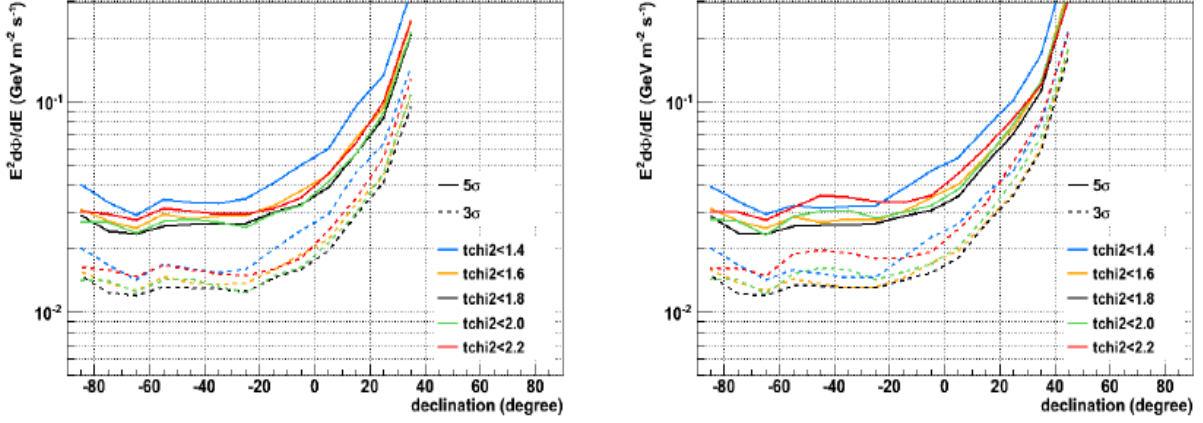 E²dΦ/dE (GeV m⁻² s⁻¹)
10⁻¹
10⁻²
5σ
3σ
tchi2<1.4
tchi2<1.6
tchi2<1.8
tchi2<2.0
tchi2<2.2
-80 -60 -40 -20 0 20 40 60 80
declination (degree)
E²dΦ/dE (GeV m⁻² s⁻¹)
10⁻¹
10⁻²
5σ
3σ
tchi2<1.4
tchi2<1.6
tchi2<1.8
tchi2<2.0
tchi2<2.2
-80 -60 -40 -20 0 20 40 60 80
declination (degree)